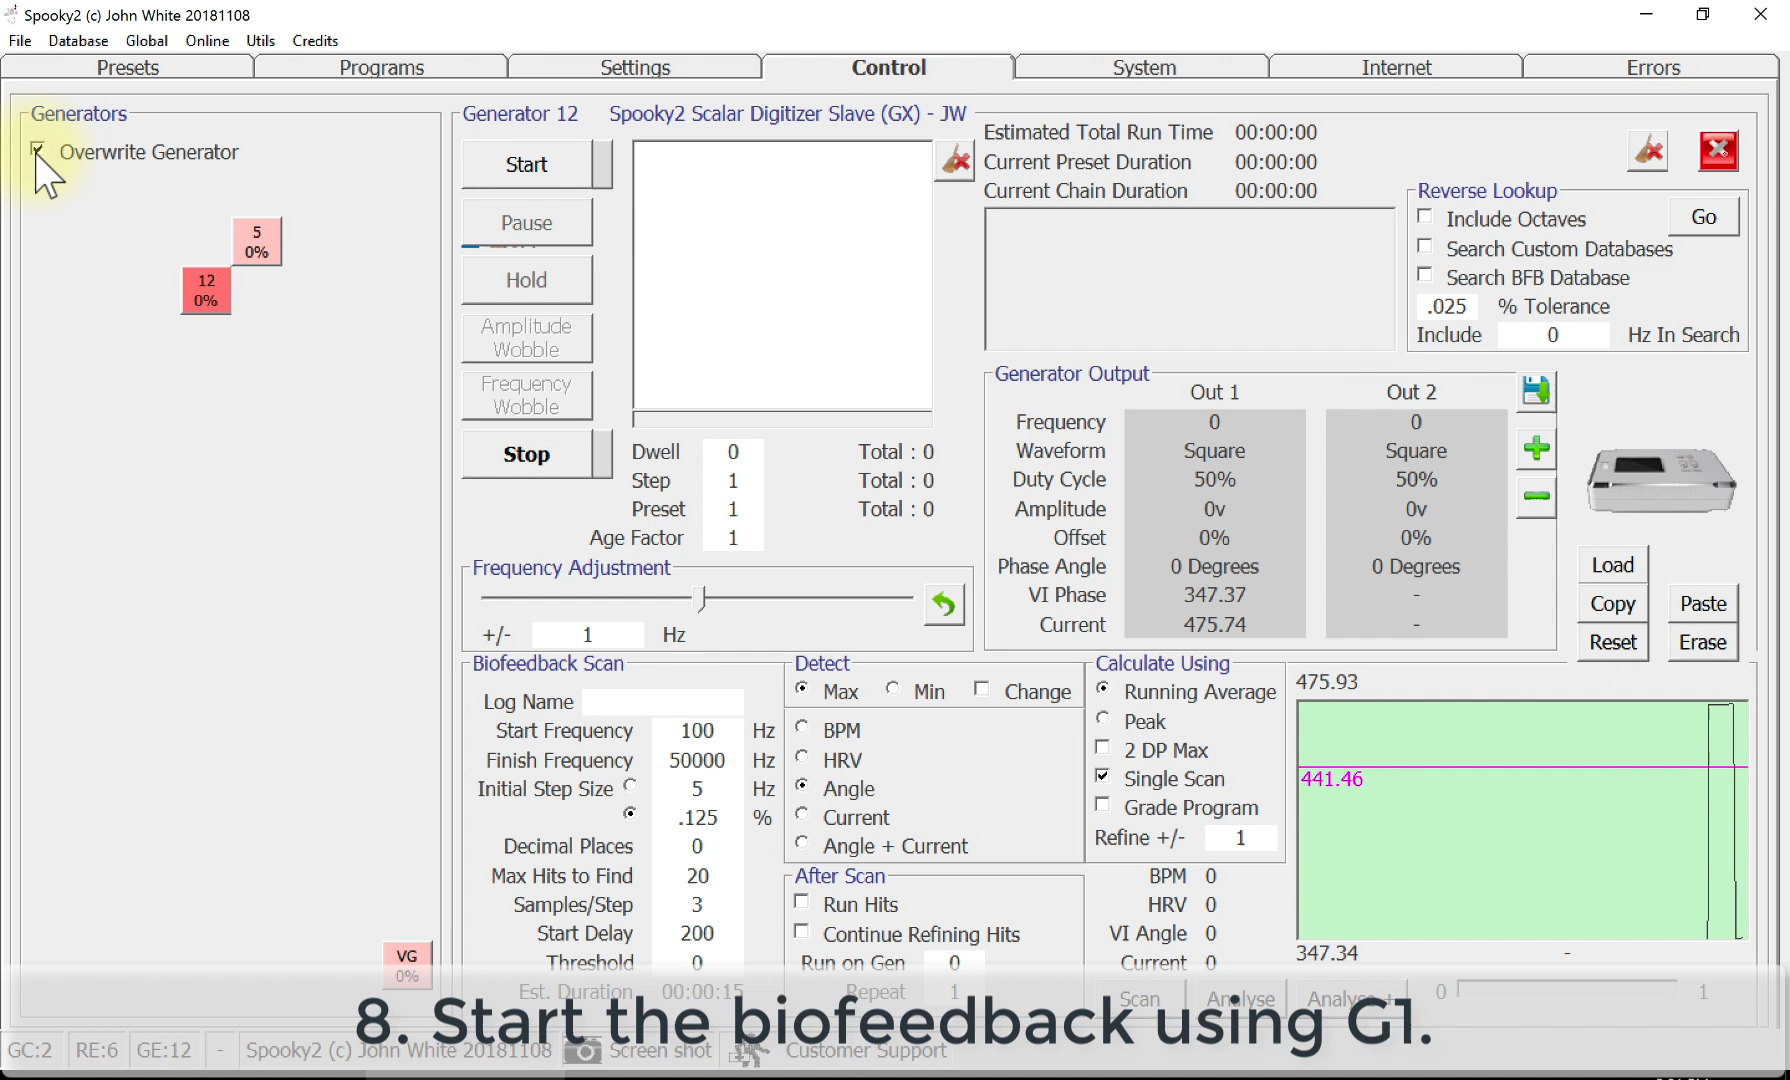 Spooky2 (c) John White 20181108
File Database Global Online Utils Credits
Presets Programs Settings Control System Internet Errors
Generators
Overwrite Generator
5
0%
12
0%
VG
0%
Generator 12 Spooky2 Scalar Digitizer Slave (GX) - JW
Start
Pause
Hold
Amplitude
Wobble
Frequency
Wobble
Stop
Dwell 0 Total : 0
Step 1 Total : 0
Preset 1 Total : 0
Age Factor 1
Estimated Total Run Time 00:00:00
Current Preset Duration 00:00:00
Current Chain Duration 00:00:00
Reverse Lookup
Include Octaves Go
Search Custom Databases
Search BFB Database
.025 % Tolerance
Include 0 Hz In Search
Generator Output
Out 1 Out 2
Frequency 0 0
Waveform Square Square
Duty Cycle 50% 50%
Amplitude 0v 0v
Offset 0% 0%
Phase Angle 0 Degrees 0 Degrees
VI Phase 347.37 -
Current 475.74 -
Load
Copy Paste
Reset Erase
Frequency Adjustment
+/- 1 Hz
Biofeedback Scan
Log Name
Start Frequency 100 Hz
Finish Frequency 50000 Hz
Initial Step Size 5 Hz
.125 %
Decimal Places 0
Max Hits to Find 20
Samples/Step 3
Start Delay 200
Threshold 0
Est. Duration 00:00:15
Detect
Max Min Change
BPM
HRV
Angle
Current
Angle + Current
After Scan
Run Hits
Continue Refining Hits
Run on Gen 0
Repeat 1
Calculate Using
Running Average
Peak
2 DP Max
Single Scan
Grade Program
Refine +/- 1
BPM 0
HRV 0
VI Angle 0
Current 0
475.93
441.46
347.34 -
Scan Analyse Analyse + 0 1
8. Start the biofeedback using G1.
GC:2 RE:6 GE:12 - Spooky2 (c) John White 20181108 Screen shot Customer Support